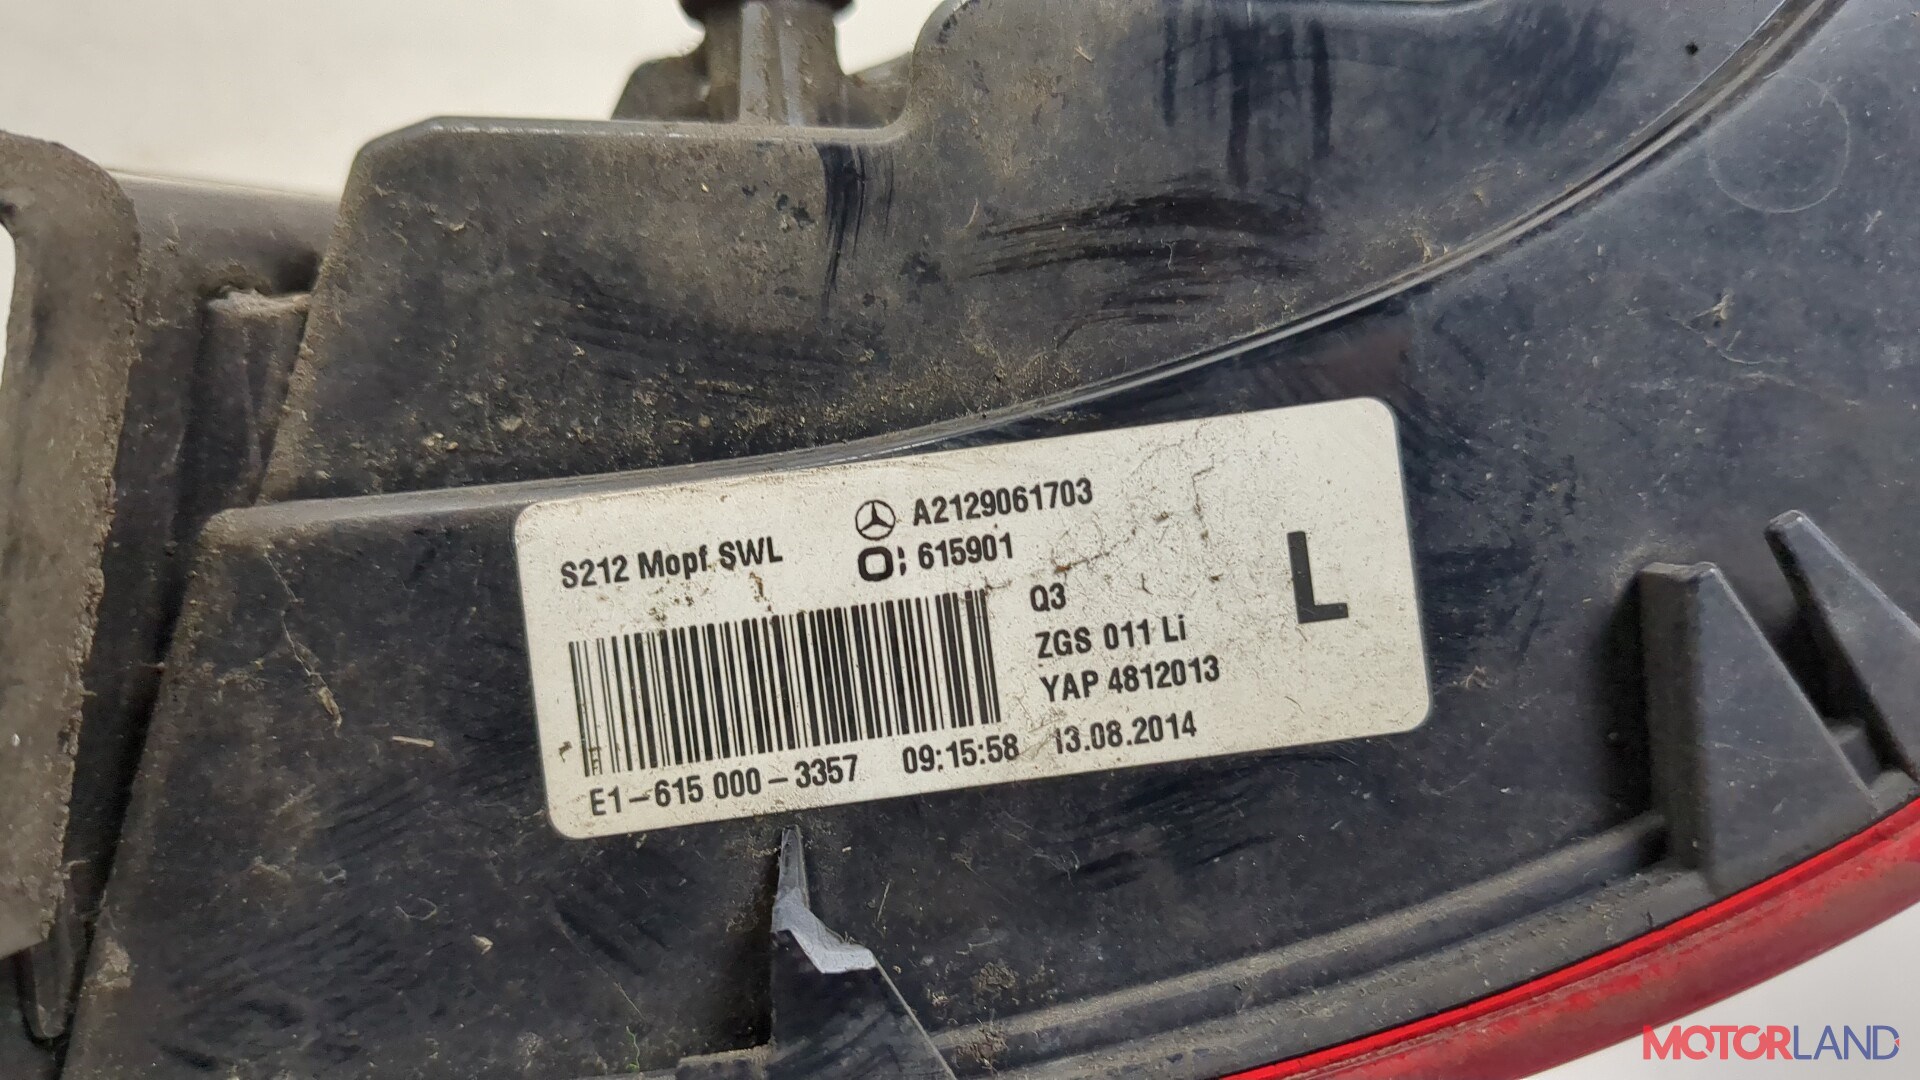 S212 Mopf SWL
A2129061703
615901
Q3
ZGS 011 Li
YAP 4812013
L
E1-615 000-3357 09:15:58 13.08.2014
MOTORLAND